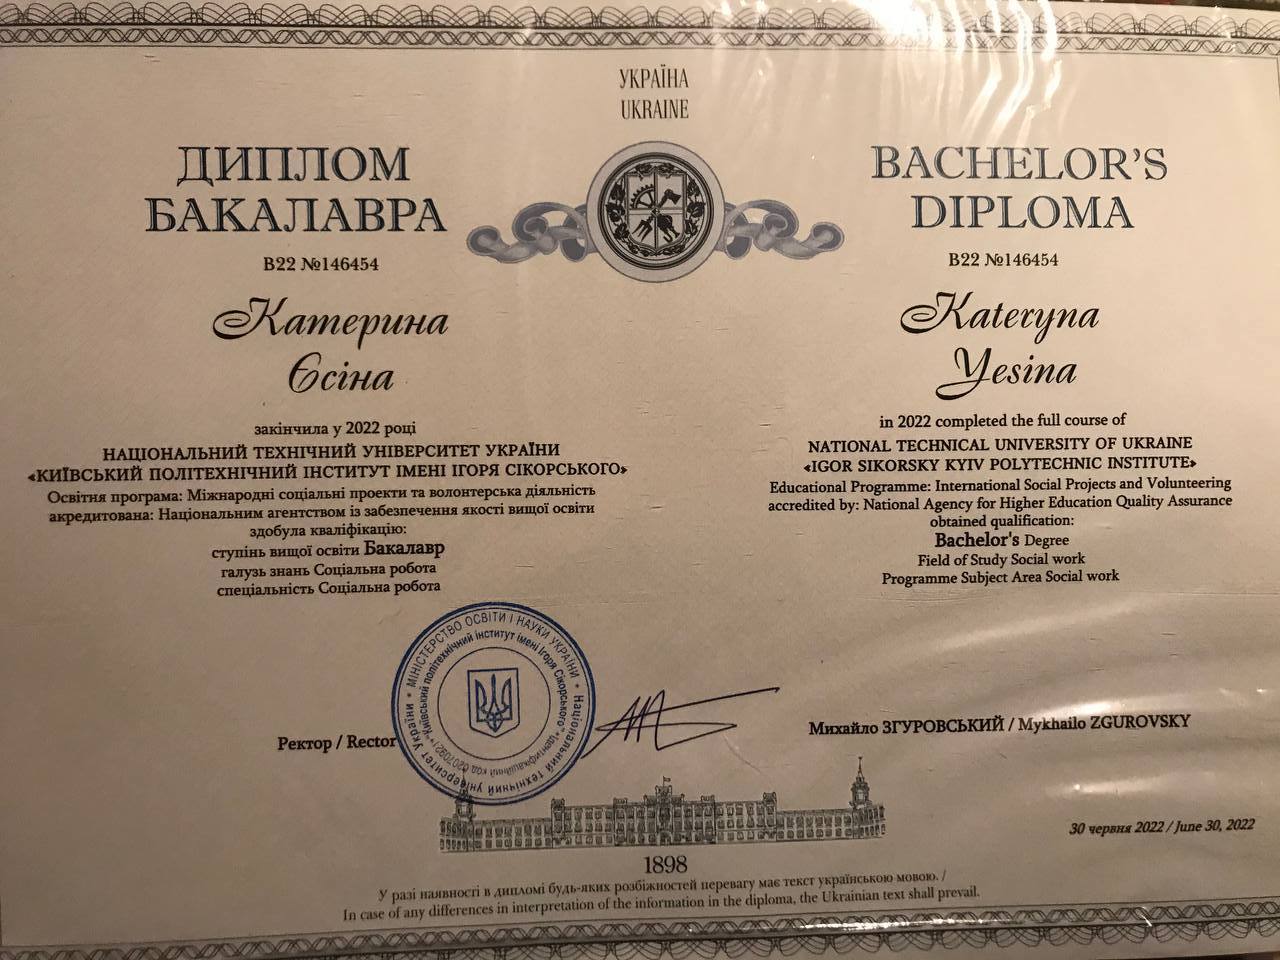 УКРАЇНА
UKRAINE
ДИПЛОМ
БАКАЛАВРА
B22 №146454
Катерина
Єсіна
закінчила у 2022 році
НАЦІОНАЛЬНИЙ ТЕХНІЧНИЙ УНІВЕРСИТЕТ УКРАЇНИ
«КИЇВСЬКИЙ ПОЛІТЕХНІЧНИЙ ІНСТИТУТ ІМЕНІ ІГОРЯ СІКОРСЬКОГО»
Освітня програма: Міжнародні соціальні проекти та волонтерська діяльність
акредитована: Національним агентством із забезпечення якості вищої освіти
здобула кваліфікацію:
ступінь вищої освіти Бакалавр
галузь знань Соціальна робота
спеціальність Соціальна робота
BACHELOR'S
DIPLOMA
B22 №146454
Kateryna
Yesina
in 2022 completed the full course of
NATIONAL TECHNICAL UNIVERSITY OF UKRAINE
«IGOR SIKORSKY KYIV POLYTECHNIC INSTITUTE»
Educational Programme: International Social Projects and Volunteering
accredited by: National Agency for Higher Education Quality Assurance
obtained qualification:
Bachelor's Degree
Field of Study Social work
Programme Subject Area Social work
Ректор / Rector
МІНІСТЕРСТВО ОСВІТИ І НАУКИ УКРАЇНИ * Національний технічний університет України *
"Київський політехнічний інститут імені Ігоря Сікорського" * Ідентифікаційний код 02070921 *
Михайло ЗГУРОВСЬКИЙ / Mykhailo ZGUROVSKY
30 червня 2022 / June 30, 2022
1898
У разі наявності в дипломі будь-яких розбіжностей перевагу має текст українською мовою. /
In case of any differences in interpretation of the information in the diploma, the Ukrainian text shall prevail.